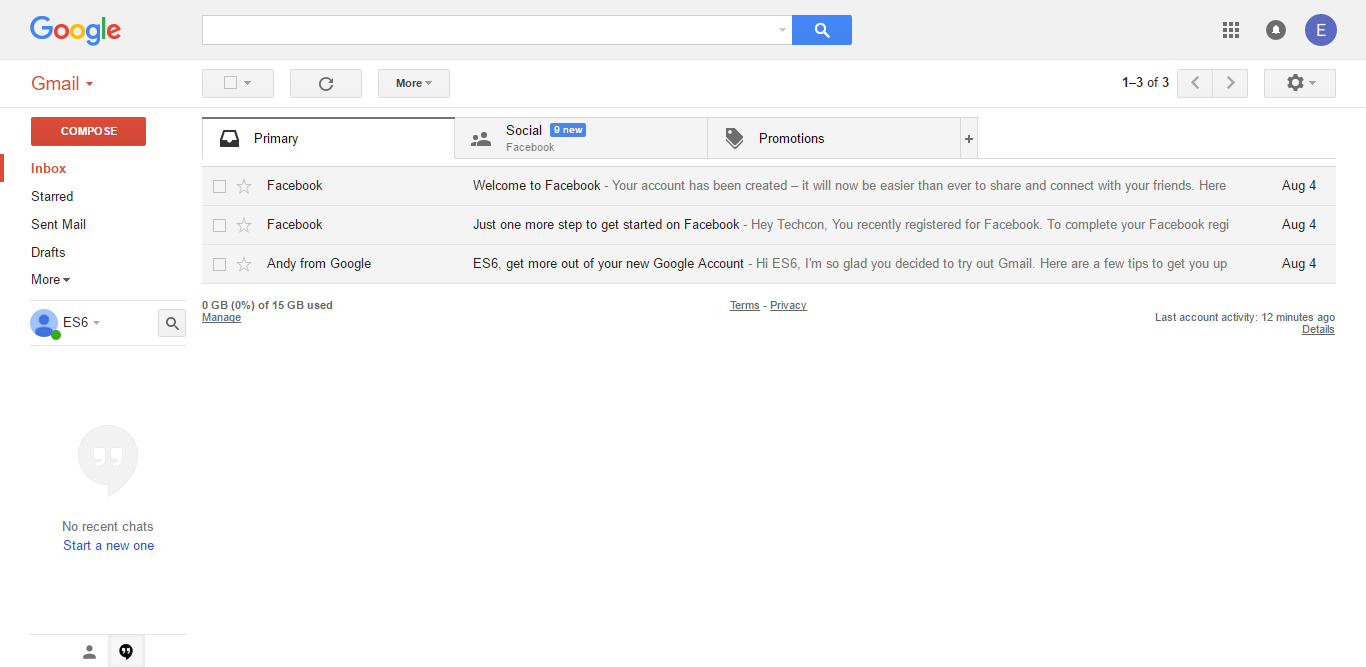 Google
E
Gmail
More
1–3 of 3
COMPOSE
Inbox
Starred
Sent Mail
Drafts
More
ES6
No recent chats
Start a new one
Primary
Social 9 new
Facebook
Promotions
+
Facebook Welcome to Facebook - Your account has been created – it will now be easier than ever to share and connect with your friends. Here Aug 4
Facebook Just one more step to get started on Facebook - Hey Techcon, You recently registered for Facebook. To complete your Facebook regi Aug 4
Andy from Google ES6, get more out of your new Google Account - Hi ES6, I'm so glad you decided to try out Gmail. Here are a few tips to get you up Aug 4
0 GB (0%) of 15 GB used
Manage
Terms - Privacy
Last account activity: 12 minutes ago
Details